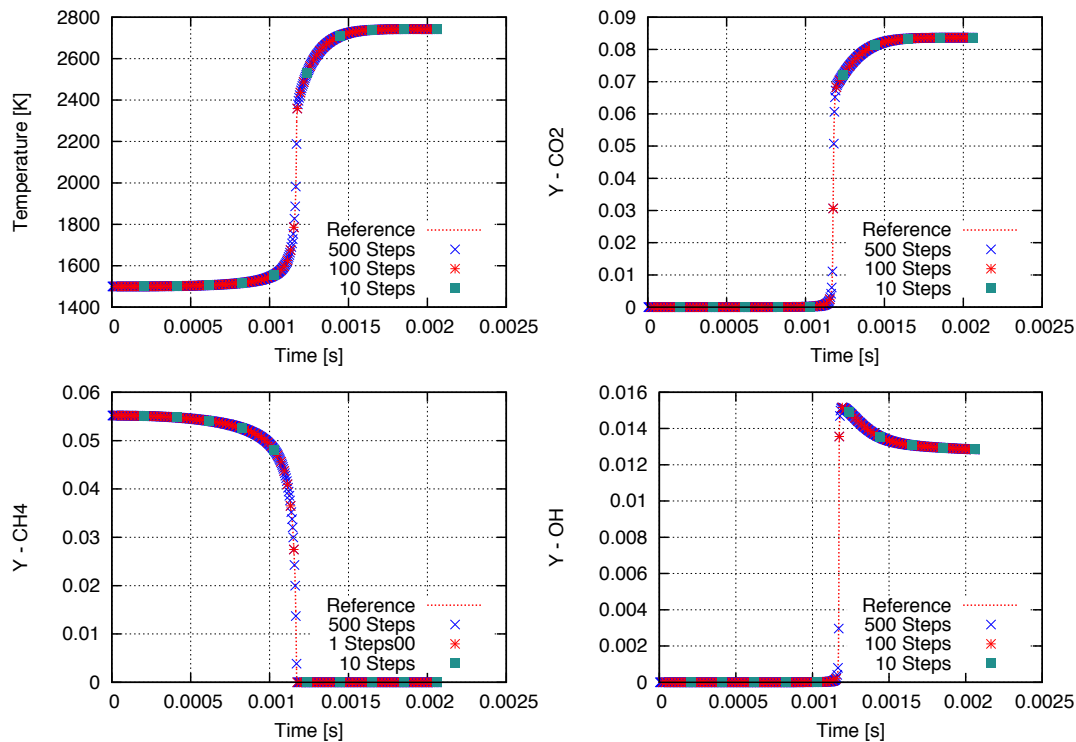 2800
2600
2400
2200
2000
1800
1600
1400
Temperature [K]
0 0.0005 0.001 0.0015 0.002 0.0025
Time [s]
Reference
500 Steps
100 Steps
10 Steps
0.09
0.08
0.07
0.06
0.05
0.04
0.03
0.02
0.01
0
Y - CO2
0 0.0005 0.001 0.0015 0.002 0.0025
Time [s]
Reference
500 Steps
100 Steps
10 Steps
0.06
0.05
0.04
0.03
0.02
0.01
0
Y - CH4
0 0.0005 0.001 0.0015 0.002 0.0025
Time [s]
Reference
500 Steps
1 Steps00
10 Steps
0.016
0.014
0.012
0.01
0.008
0.006
0.004
0.002
0
Y - OH
0 0.0005 0.001 0.0015 0.002 0.0025
Time [s]
Reference
500 Steps
100 Steps
10 Steps